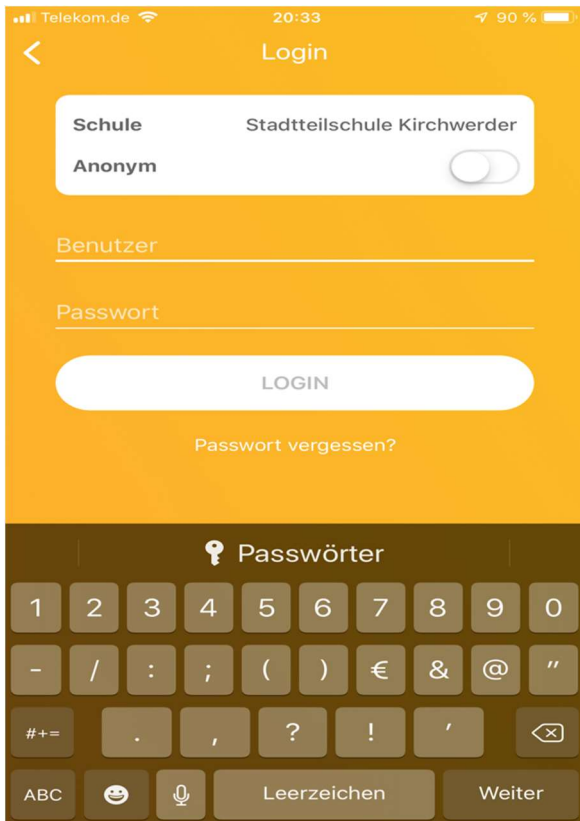 Telekom.de 20:33 90 %
Login
Schule Stadtteilschule Kirchwerder
Anonym
Benutzer
Passwort
LOGIN
Passwort vergessen?
Passwörter
1 2 3 4 5 6 7 8 9 0
- / : ; ( ) € & @ "
#+= . , ? ! '
ABC Leerzeichen Weiter